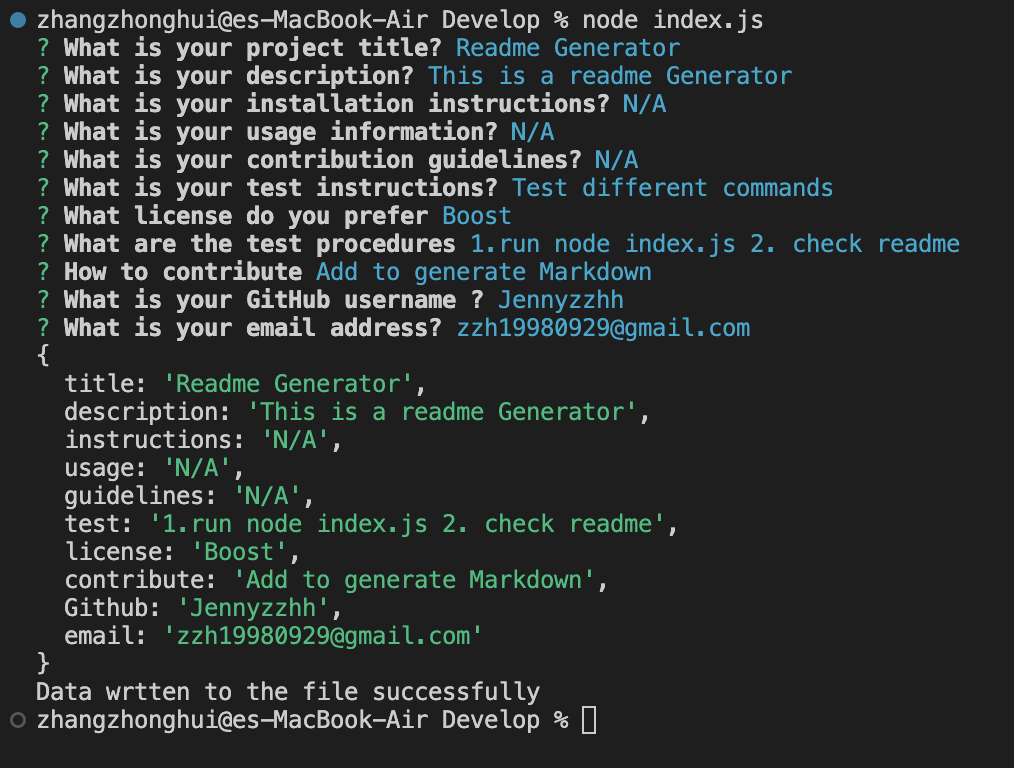 zhangzhonghui@es-MacBook-Air Develop % node index.js
? What is your project title? Readme Generator
? What is your description? This is a readme Generator
? What is your installation instructions? N/A
? What is your usage information? N/A
? What is your contribution guidelines? N/A
? What is your test instructions? Test different commands
? What license do you prefer Boost
? What are the test procedures 1.run node index.js 2. check readme
? How to contribute Add to generate Markdown
? What is your GitHub username ? Jennyzzhh
? What is your email address? zzh19980929@gmail.com
{
  title: 'Readme Generator',
  description: 'This is a readme Generator',
  instructions: 'N/A',
  usage: 'N/A',
  guidelines: 'N/A',
  test: '1.run node index.js 2. check readme',
  license: 'Boost',
  contribute: 'Add to generate Markdown',
  Github: 'Jennyzzhh',
  email: 'zzh19980929@gmail.com'
}
Data wrtten to the file successfully
zhangzhonghui@es-MacBook-Air Develop %